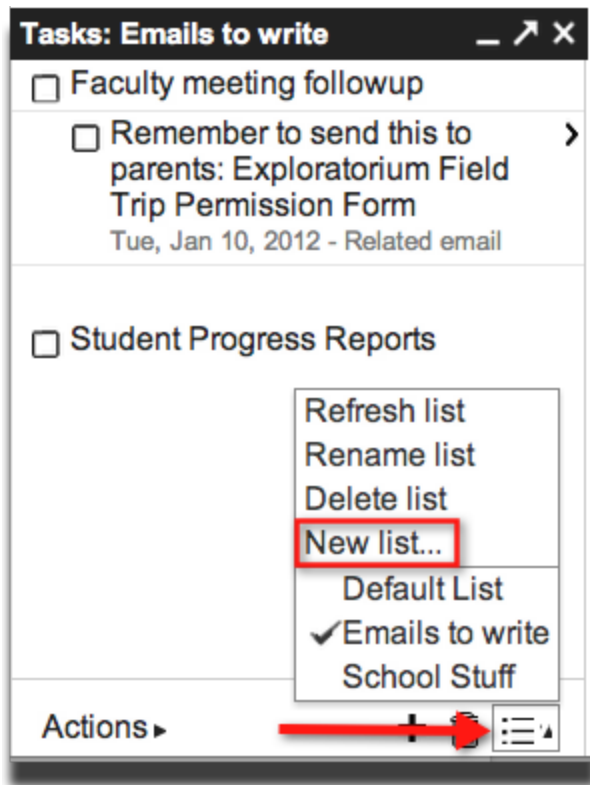 Tasks: Emails to write
Faculty meeting followup
Remember to send this to
parents: Exploratorium Field
Trip Permission Form
Tue, Jan 10, 2012 - Related email
Student Progress Reports
Refresh list
Rename list
Delete list
New list...
Default List
Emails to write
School Stuff
Actions